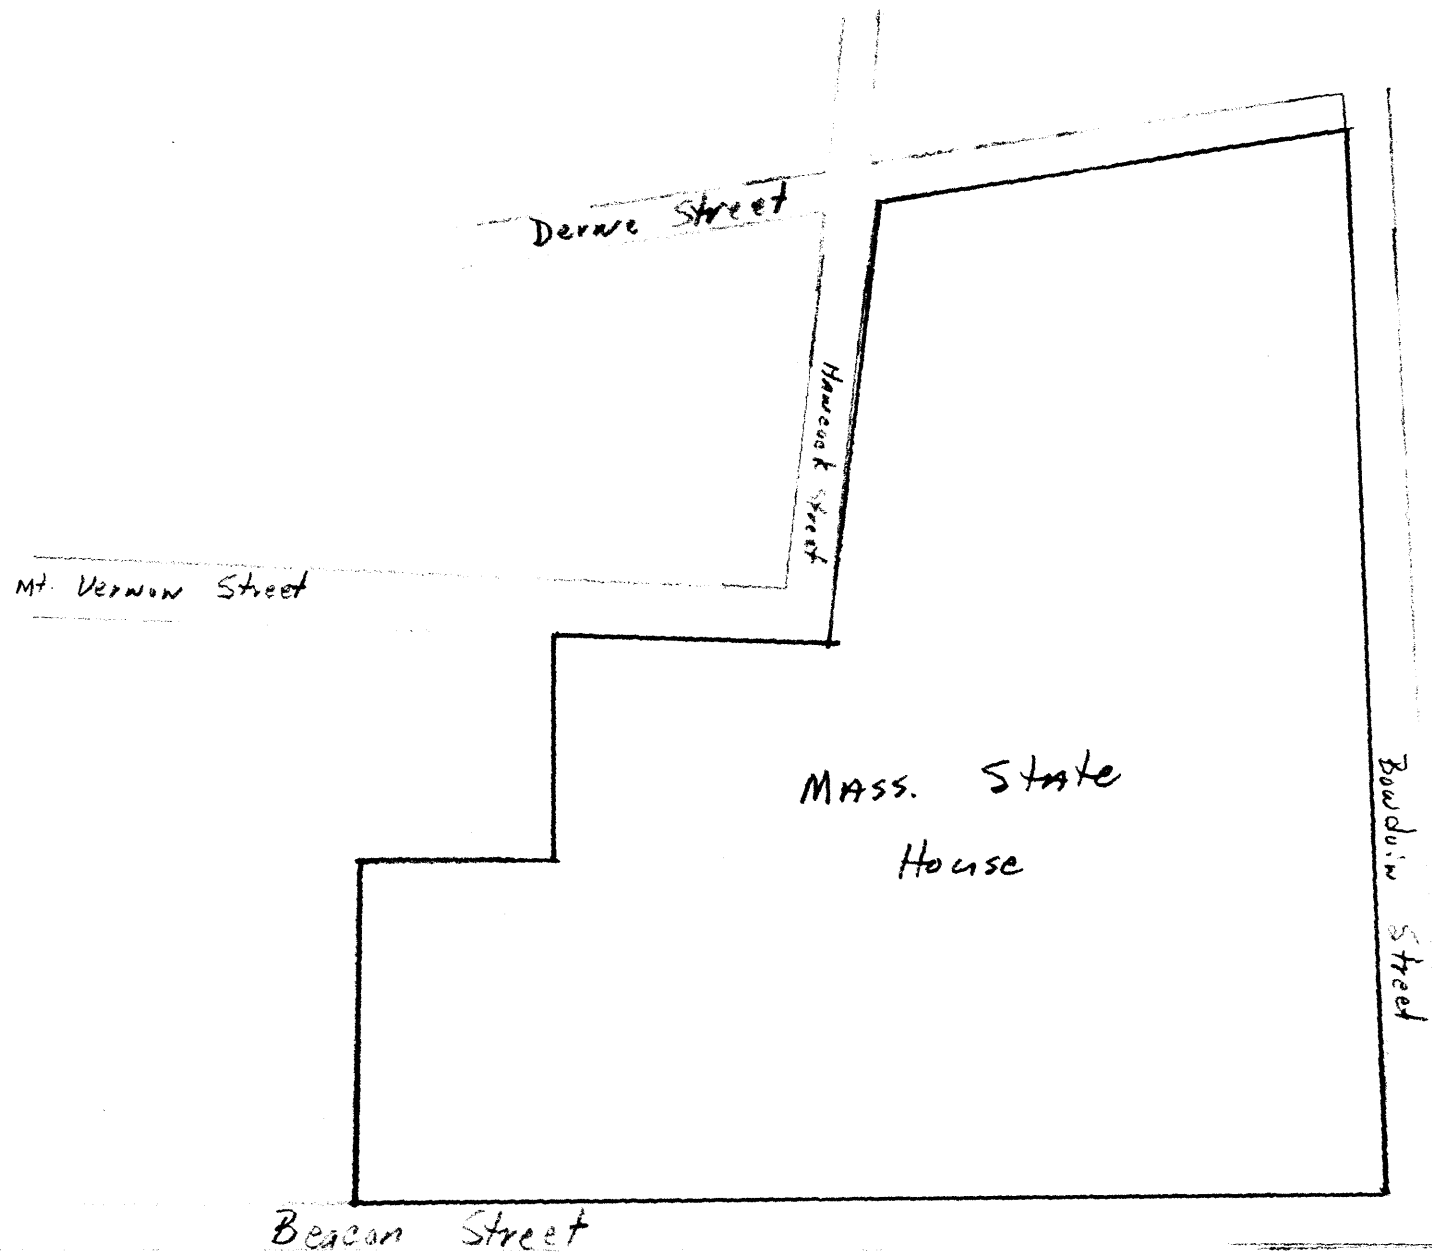 Derne Street
Hancock Street
Mt. Vernon Street
Mass. State
House
Bowdoin Street
Beacon Street